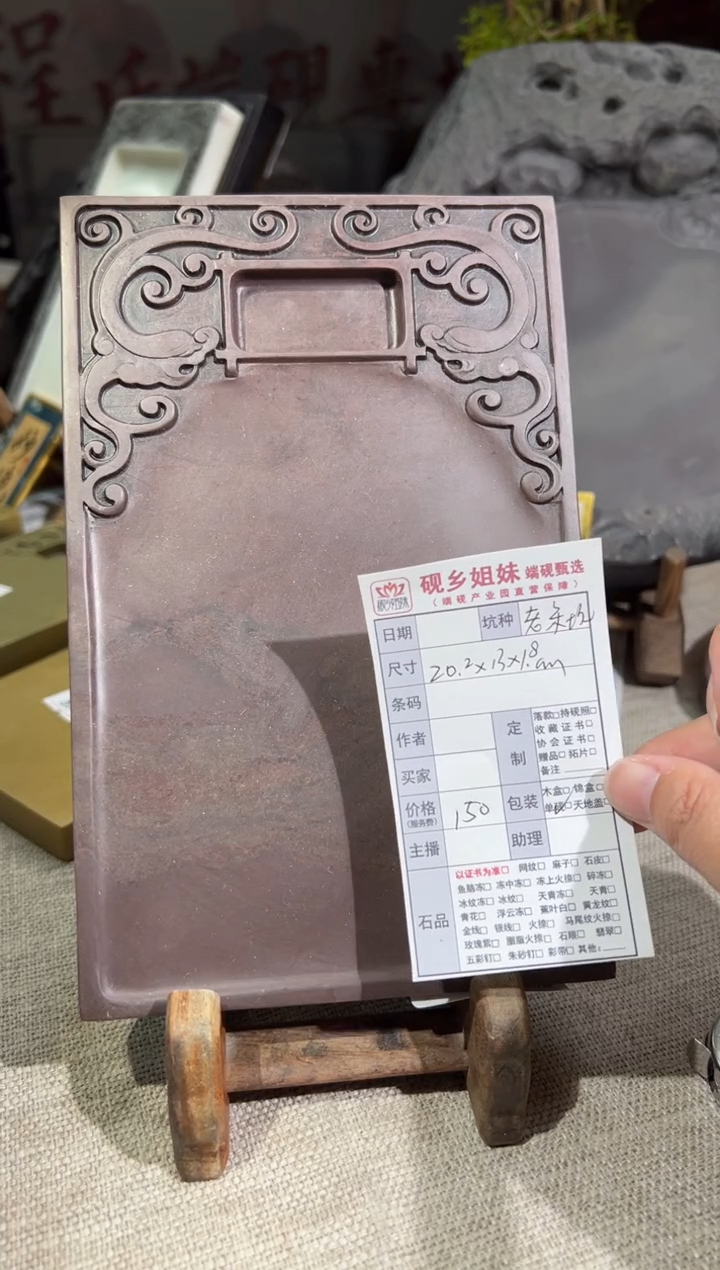 程氏端砚專
砚乡姐妹 端砚甄选
(端砚产业园直营保障)
日期 坑种 老朱坑
尺寸 20.2×13×1.8cm
条码
作者 定制 落款□ 持砚照□
收藏证书□
协会证书□
赠品□ 拓片□
买家 备注
价格 (服务费) 150 包装 木盒□ 锦盒□
单砚□ 天地盖□
主播 助理
石品 以证书为准□ 网纹□ 麻子□ 石皮□
鱼脑冻□ 冻中冻□ 冻上火捺□ 碎冻□
冰纹冻□ 冰纹□ 天青冻□ 天青□
青花□ 浮云冻□ 蕉叶白□ 黄龙纹□
金线□ 银线□ 火捺□ 马尾纹火捺□
玫瑰紫□ 胭脂火捺□ 石眼□ 翡翠□
五彩钉□ 朱砂钉□ 彩带□ 其他: